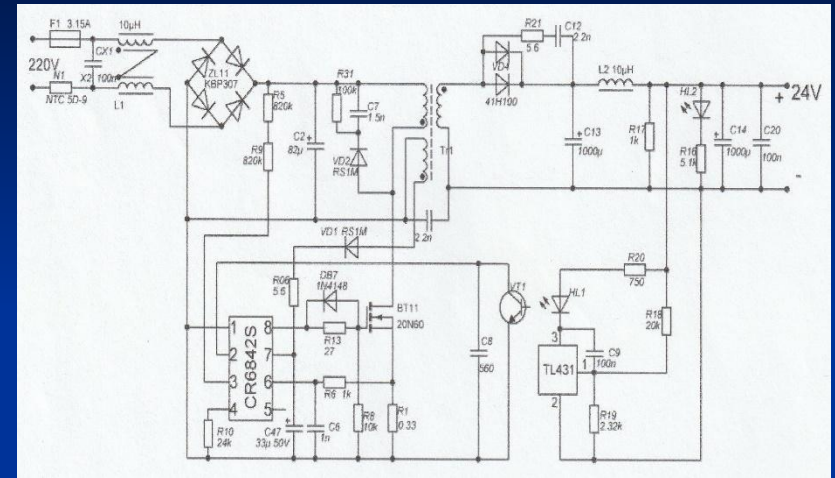 F1 3.15A
10µH
220V
CX1
X2 100n
N1
NTC 5D-9
L1
ZL11
KBP307
R5
820k
R9
820k
C2
82µ
R31
100k
C7
1.5n
VD2
RS1M
Tr1
2.2n
VD1 RS1M
R21
5.6
C12
2.2n
VD4
41H100
L2 10µH
C13
1000µ
R17
1k
HL2
R16
5.1k
C14
1000µ
C20
100n
+ 24V
-
R06
5.6
DB7
1N4148
BT11
20N60
R13
27
CR6842S
1
2
3
4
8
7
6
5
R10
24k
C47
33µ 50V
C6
1n
R6 1k
R8
10k
R1
0.33
C8
560
VT1
HL1
R20
750
R18
20k
C9
100n
TL431
3
1
2
R19
2.32k